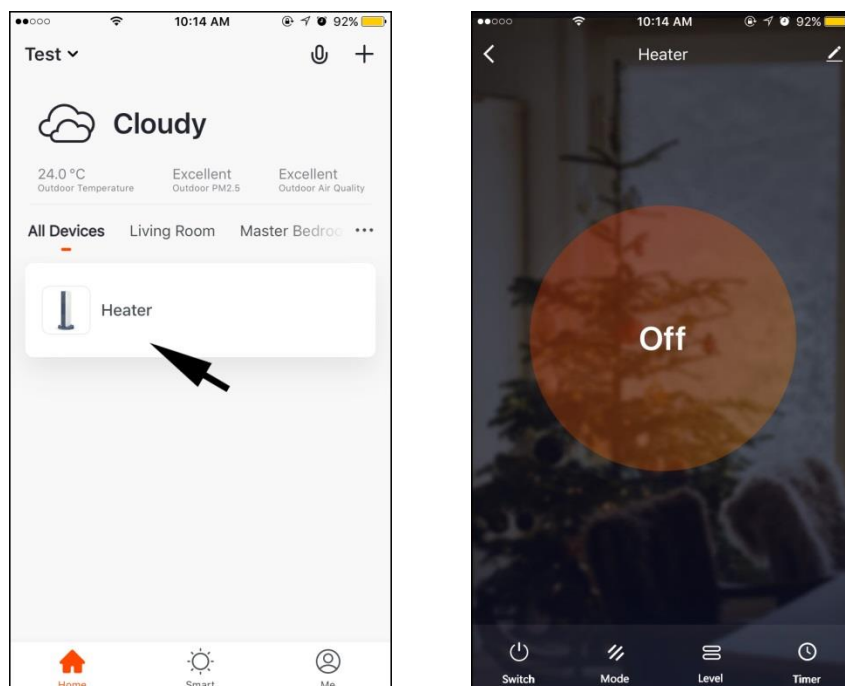 10:14 AM 92%
Test
Cloudy
24.0 °C Excellent Excellent
Outdoor Temperature Outdoor PM2.5 Outdoor Air Quality
All Devices Living Room Master Bedroo
Heater
Home Smart Me
10:14 AM 92%
Heater
Off
Switch Mode Level Timer